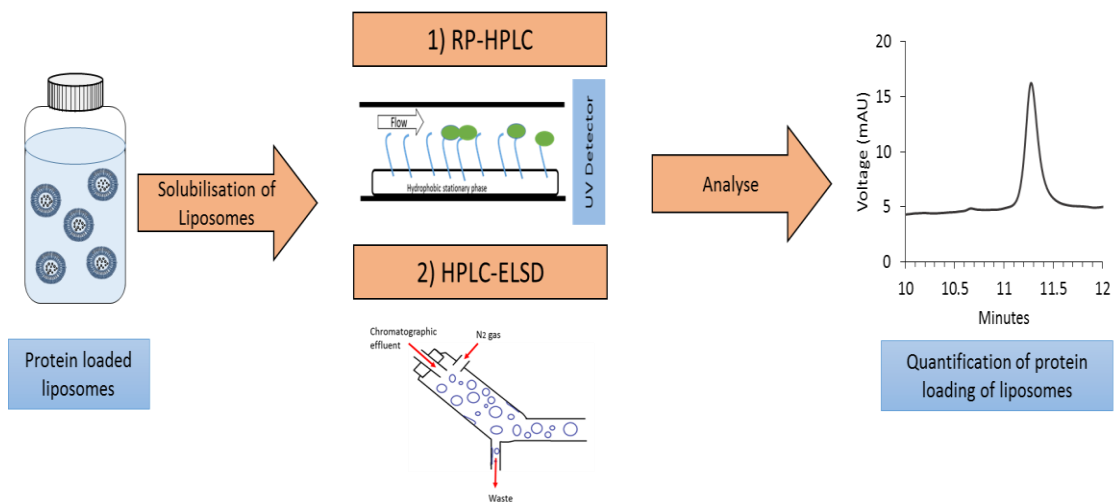 Protein loaded
liposomes
Solubilisation of
Liposomes
1) RP-HPLC
Flow
Hydrophobic stationary phase
UV Detector
2) HPLC-ELSD
Chromatographic
effluent
N2 gas
Waste
Analyse
Voltage (mAU)
20
15
10
5
0
10 10.5 11 11.5 12
Minutes
Quantification of protein
loading of liposomes